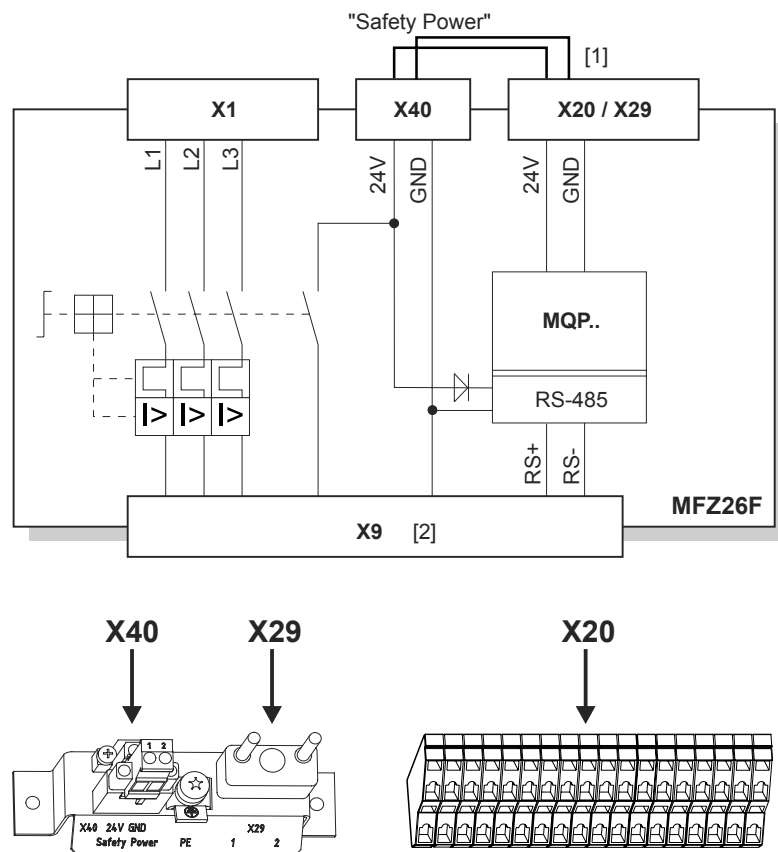 "Safety Power"
[1]
X1 X40 X20 / X29
L1 L2 L3 24V GND 24V GND
MQP..
RS-485
I> I> I>
RS+ RS-
MFZ26F
X9 [2]
X40 X29 X20
1 2
X40 24V GND X29
Safety Power PE 1 2